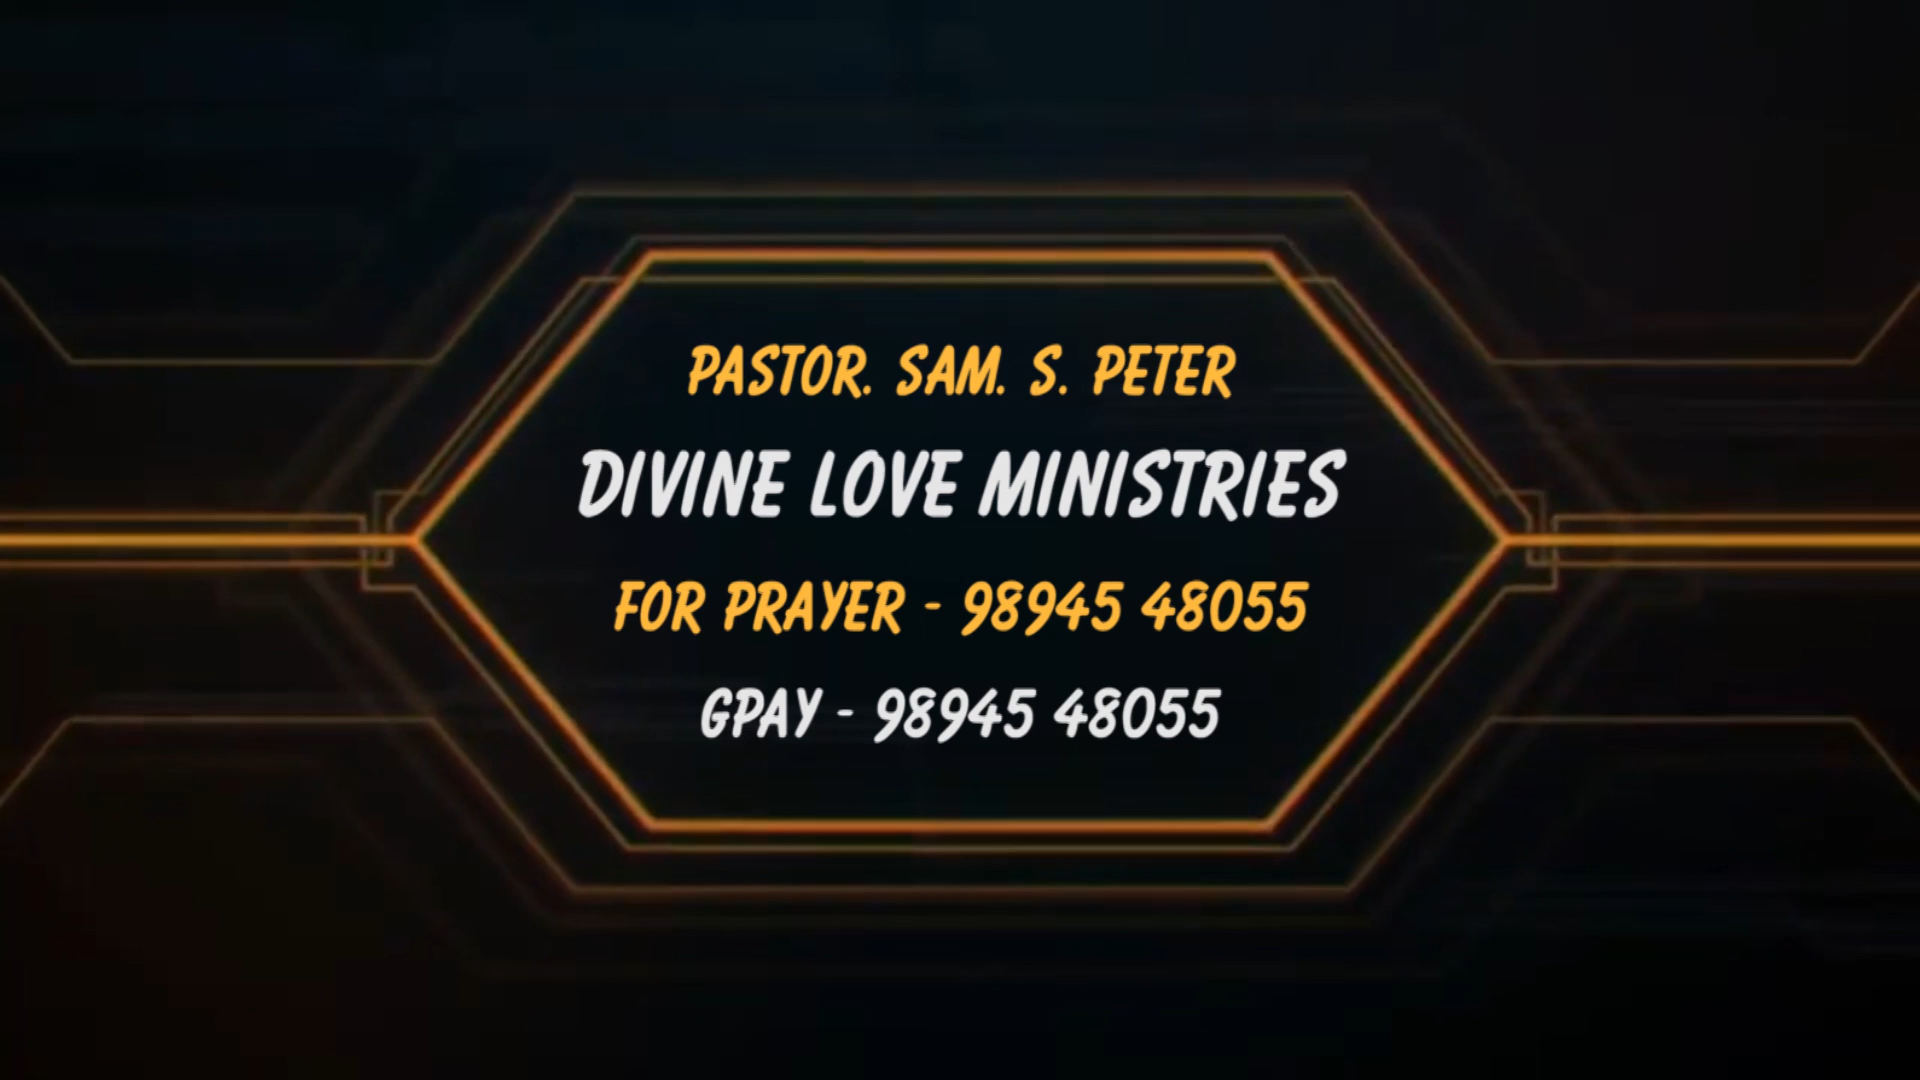 PASTOR. SAM. S. PETER
DIVINE LOVE MINISTRIES
FOR PRAYER - 98945 48055
GPAY - 98945 48055